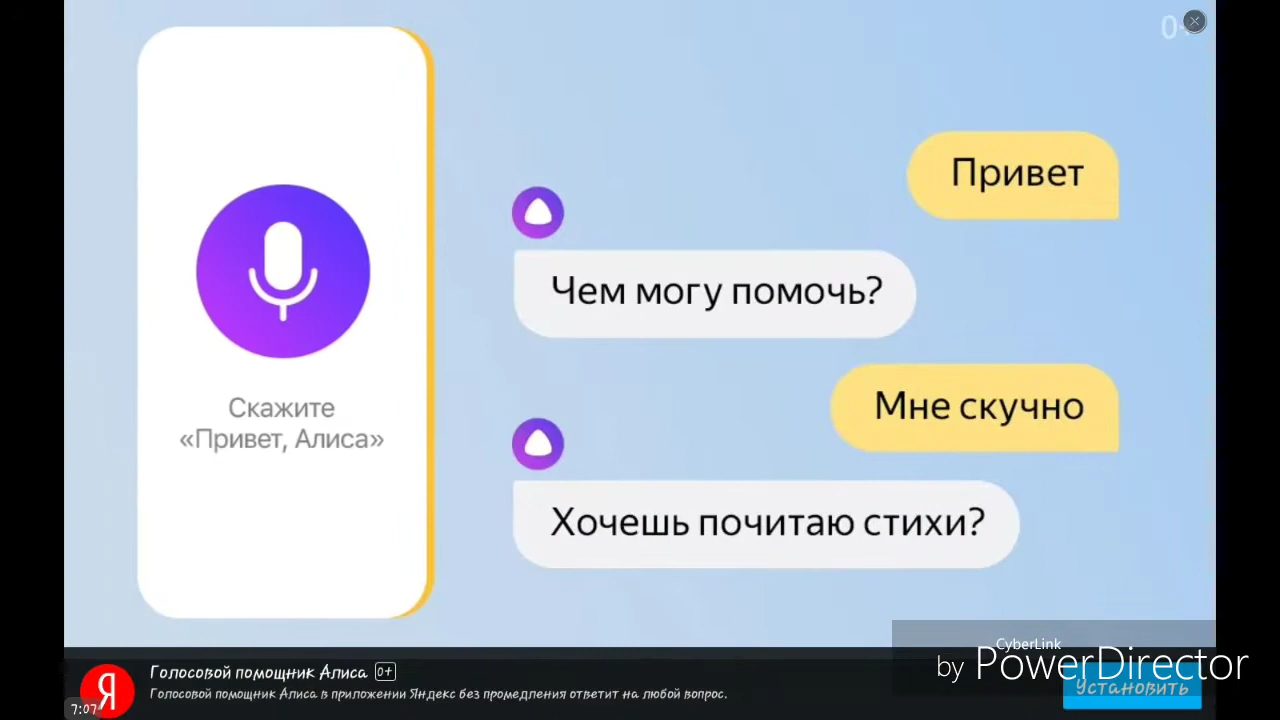 0+
Привет
Чем могу помочь?
Мне скучно
Хочешь почитаю стихи?
Скажите
«Привет, Алиса»
CyberLink
by PowerDirector
Я
Голосовой помощник Алиса 0+
Голосовой помощник Алиса в приложении Яндекс без промедления ответит на любой вопрос.
Установить
7:07